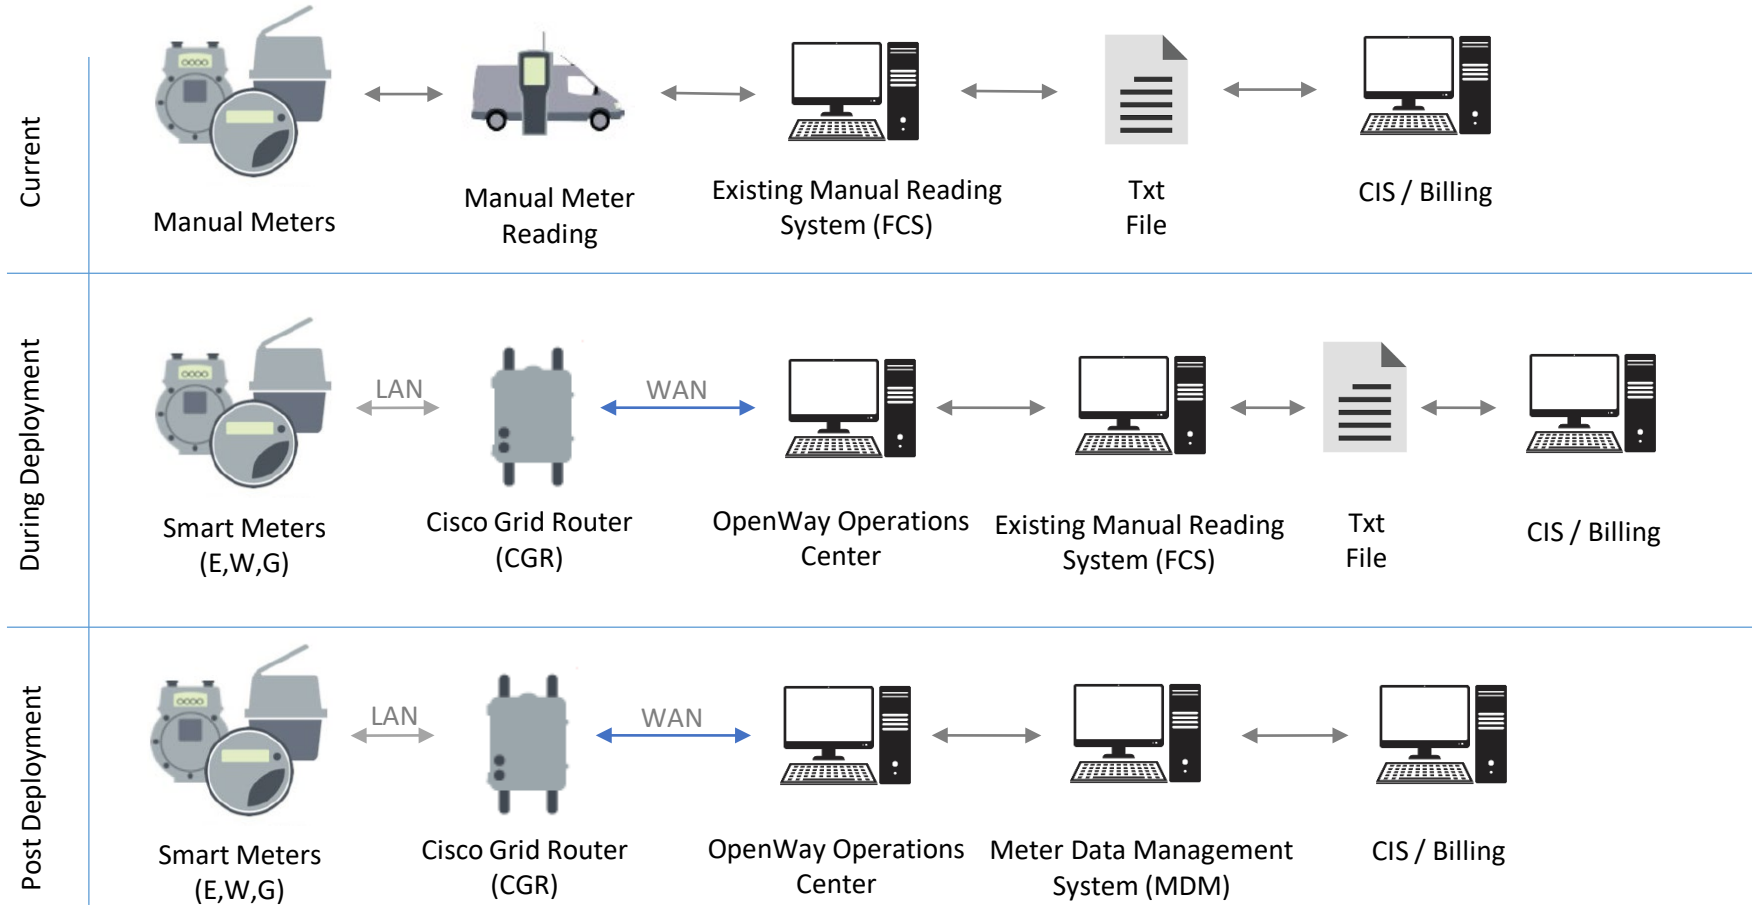 Current
Manual Meters
Manual Meter
Reading
Existing Manual Reading
System (FCS)
Txt
File
CIS / Billing
During Deployment
LAN
WAN
Smart Meters
(E,W,G)
Cisco Grid Router
(CGR)
OpenWay Operations
Center
Existing Manual Reading
System (FCS)
Txt
File
CIS / Billing
Post Deployment
LAN
WAN
Smart Meters
(E,W,G)
Cisco Grid Router
(CGR)
OpenWay Operations
Center
Meter Data Management
System (MDM)
CIS / Billing